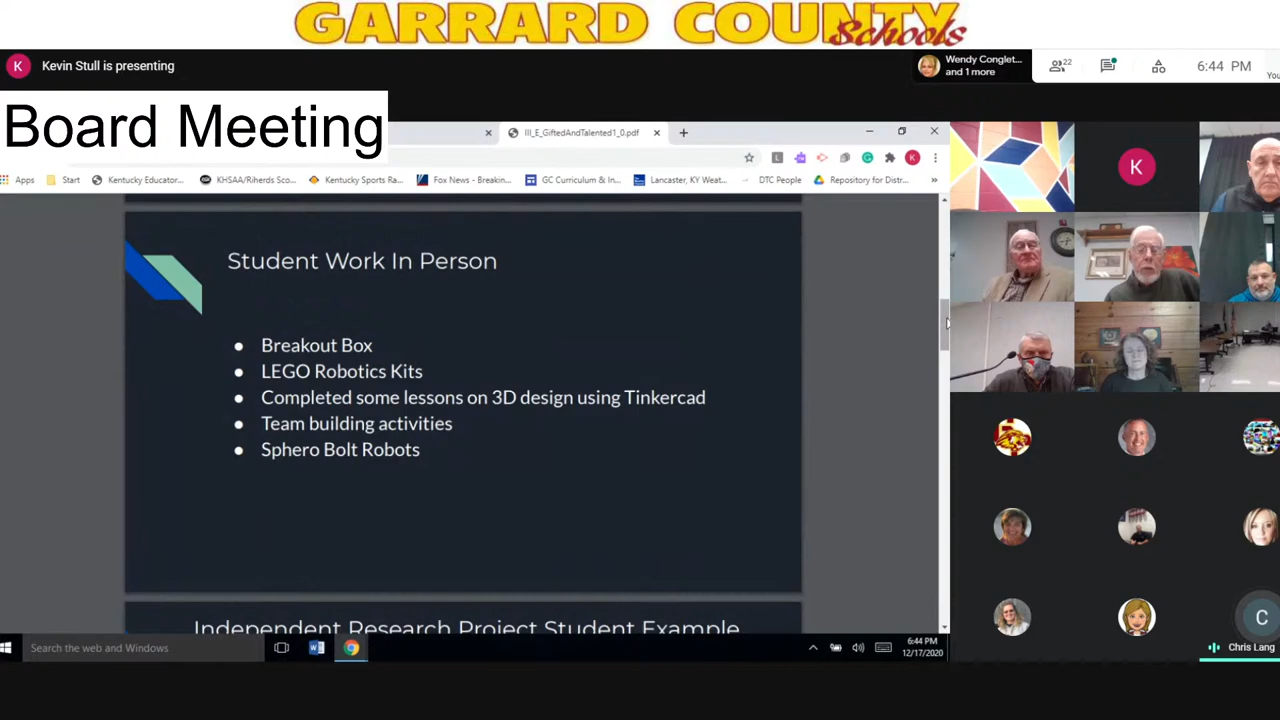 GARRARD COUNTY
Schools
K
Kevin Stull is presenting
Wendy Conglet...
and 1 more
22
6:44 PM
You
Board Meeting
III_E_GiftedAndTalented1_0.pdf
K
Apps
Start
Kentucky Educator...
KHSAA/Riherds Sco...
Kentucky Sports Ra...
Fox News - Breakin...
GC Curriculum & In...
Lancaster, KY Weat...
DTC People
Repository for Distr...
K
Student Work In Person
● Breakout Box
● LEGO Robotics Kits
● Completed some lessons on 3D design using Tinkercad
● Team building activities
● Sphero Bolt Robots
Independent Research Project Student Example
C
Chris Lang
Search the web and Windows
6:44 PM
12/17/2020